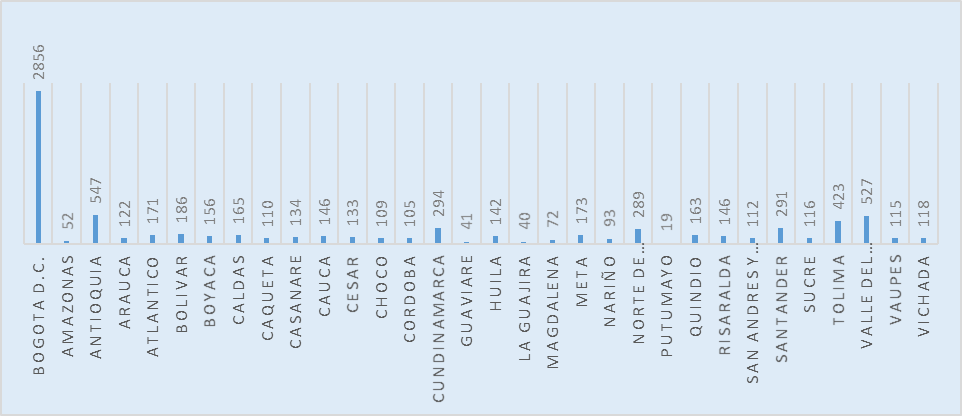 2856
52
547
122
171
186
156
165
110
134
146
133
109
105
294
41
142
40
72
173
93
289
19
163
146
112
291
116
423
527
115
118
BOGOTA D.C.
AMAZONAS
ANTIOQUIA
ARAUCA
ATLANTICO
BOLIVAR
BOYACA
CALDAS
CAQUETA
CASANARE
CAUCA
CESAR
CHOCO
CORDOBA
CUNDINAMARCA
GUAVIARE
HUILA
LA GUAJIRA
MAGDALENA
META
NARIÑO
NORTE DE...
PUTUMAYO
QUINDIO
RISARALDA
SAN ANDRES Y...
SANTANDER
SUCRE
TOLIMA
VALLE DEL...
VAUPES
VICHADA